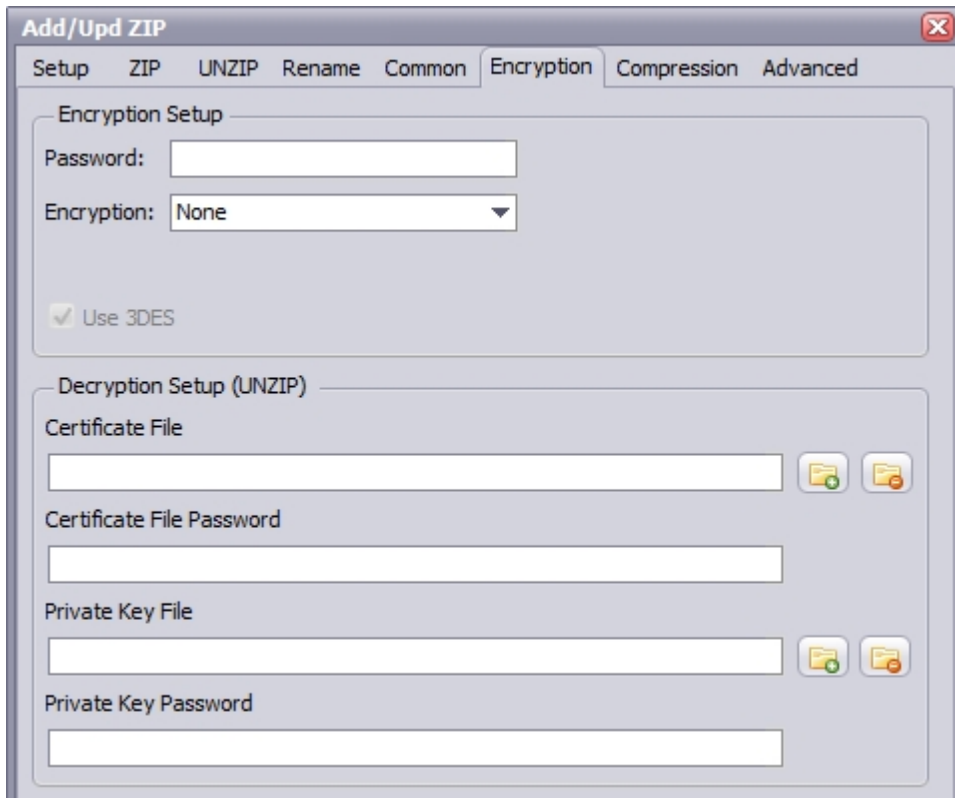 Add/Upd ZIP
Setup ZIP UNZIP Rename Common Encryption Compression Advanced
Encryption Setup
Password:
Encryption: None
Use 3DES
Decryption Setup (UNZIP)
Certificate File
Certificate File Password
Private Key File
Private Key Password